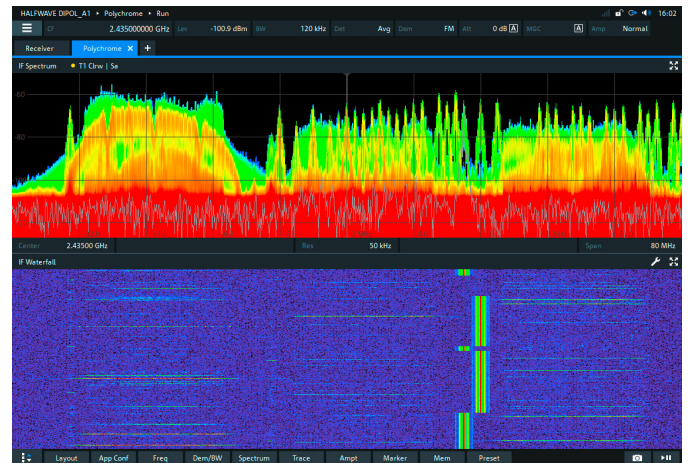 HALFWAVE DIPOL_A1 • Polychrome • Run 16:02
CF 2.435000000 GHz Lev -100.9 dBm BW 120 kHz Det Avg Dem FM Att 0 dB A MGC A Amp Normal
Receiver Polychrome × +
IF Spectrum • T1 Clrw | Sa
-60
-80
Center 2.43500 GHz Res 50 kHz Span 80 MHz
IF Waterfall
Layout App Conf Freq Dem/BW Spectrum Trace Ampt Marker Mem Preset